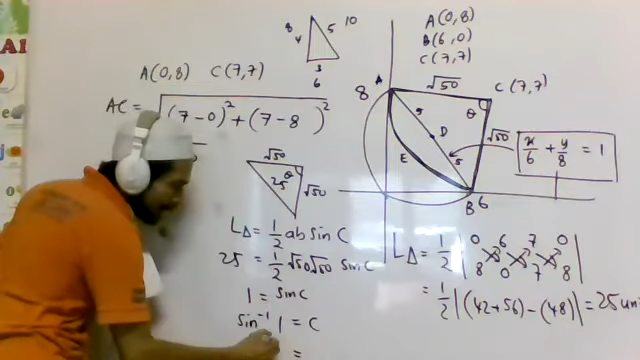 A(0,8)
B(6,0)
C(7,7)
8 4 5 10
3
6
A(0,8) C(7,7)
AC = √(7-0)² + (7-8)²
A √50 C(7,7)
8
5 θ √50
D
E 5
B 6
x/6 + y/8 = 1
√50
25 θ √50
L△ = 1/2 ab sin C
25 = 1/2 √50 √50 sin C
1 = sin C
sin⁻¹ 1 = C
=
L△ = 1/2 | 0 6 7 0 |
8 0 7 8
= 1/2 |(42+56)-(48)| = 25 uni